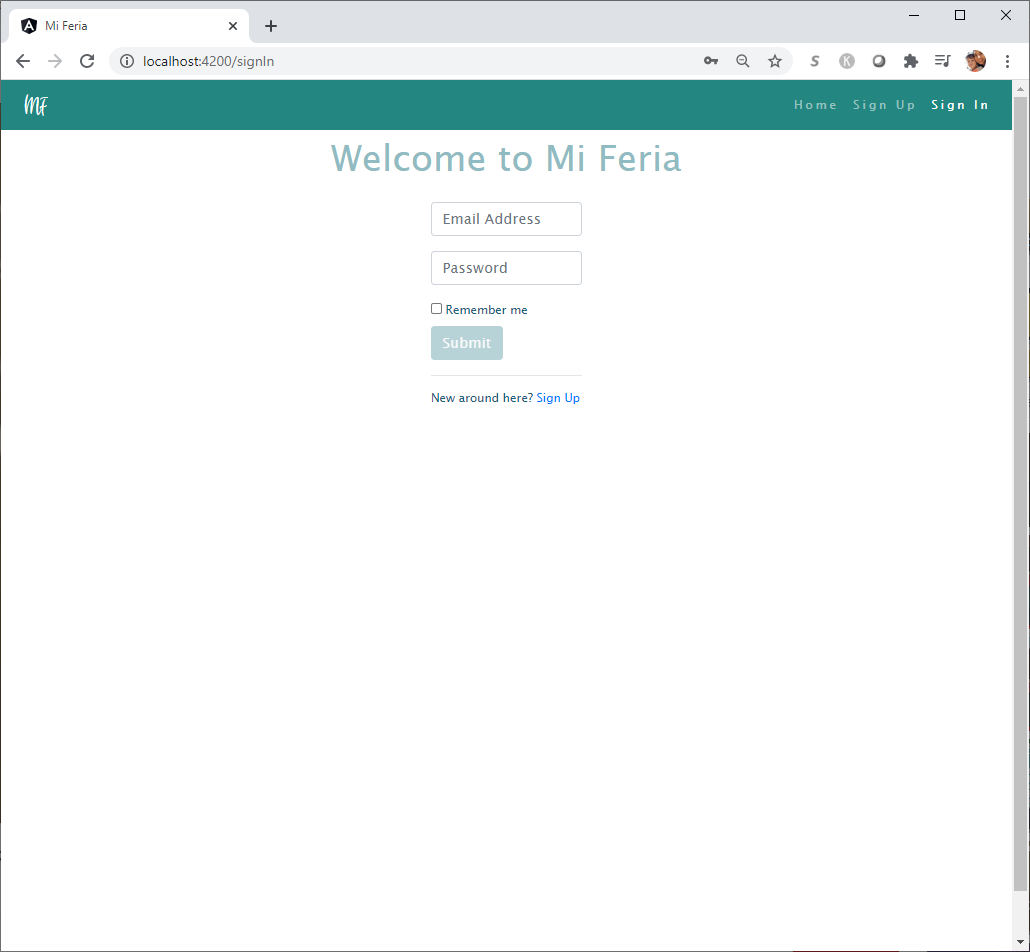 Mi Feria
localhost:4200/signIn
S K
MF
Home Sign Up Sign In
Welcome to Mi Feria
Email Address
Password
Remember me
Submit
New around here? Sign Up